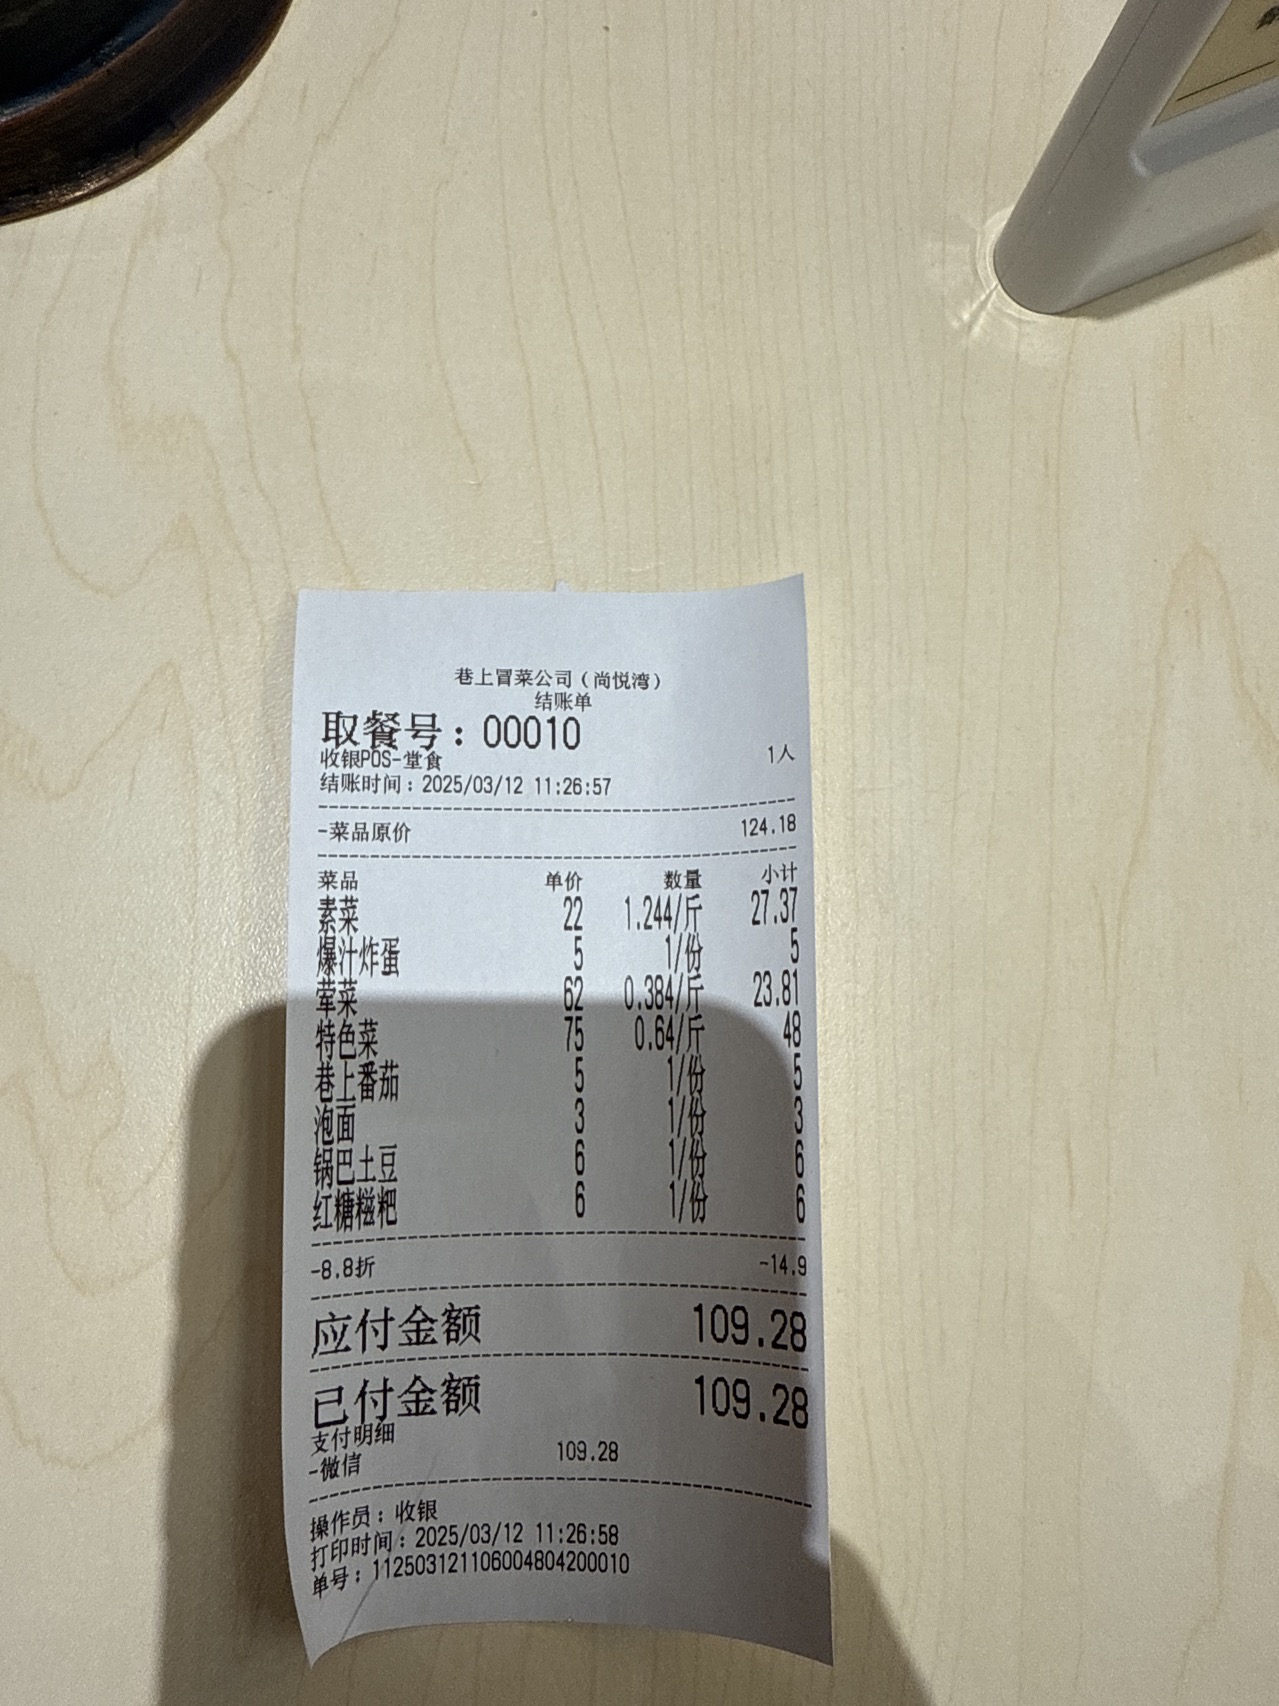 巷上冒菜公司（尚悦湾）
结账单
取餐号：00010
收银POS-堂食 1人
结账时间：2025/03/12 11:26:57
-菜品原价 124.18
菜品 单价 数量 小计
素菜 22 1.244/斤 27.37
爆汁炸蛋 5 1/份 5
荤菜 62 0.384/斤 23.81
特色菜 75 0.64/斤 48
巷上番茄 5 1/份 5
泡面 3 1/份 3
锅巴土豆 6 1/份 6
红糖糍粑 6 1/份 6
-8.8折 -14.9
应付金额 109.28
已付金额 109.28
支付明细
-微信 109.28
操作员：收银
打印时间：2025/03/12 11:26:58
单号：112503121106004804200010